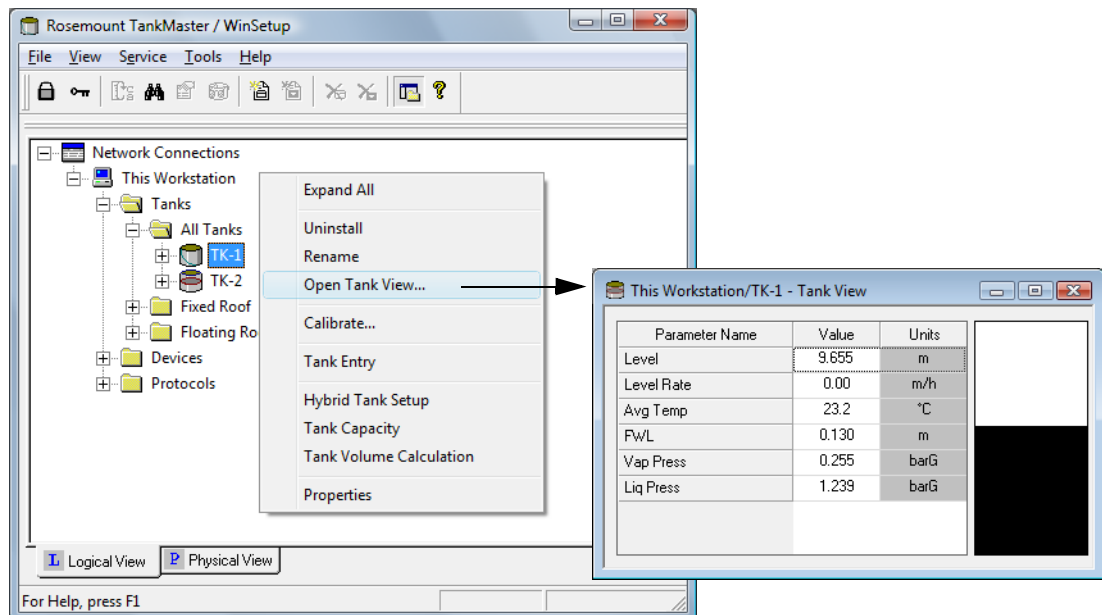 Rosemount TankMaster / WinSetup
File View Service Tools Help
Network Connections
This Workstation
Tanks
All Tanks
TK-1
TK-2
Fixed Roof
Floating Ro
Devices
Protocols
Expand All
Uninstall
Rename
Open Tank View...
Calibrate...
Tank Entry
Hybrid Tank Setup
Tank Capacity
Tank Volume Calculation
Properties
L Logical View P Physical View
For Help, press F1
This Workstation/TK-1 - Tank View
Parameter Name Value Units
Level 9.655 m
Level Rate 0.00 m/h
Avg Temp 23.2 °C
FWL 0.130 m
Vap Press 0.255 barG
Liq Press 1.239 barG